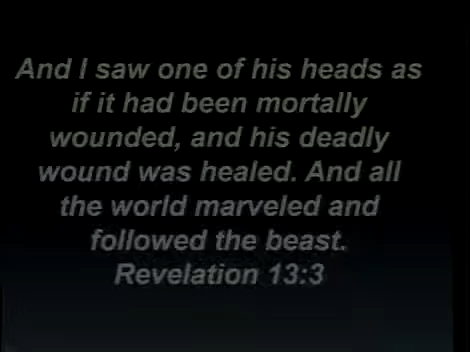 And I saw one of his heads as
if it had been mortally
wounded, and his deadly
wound was healed. And all
the world marveled and
followed the beast.
Revelation 13:3